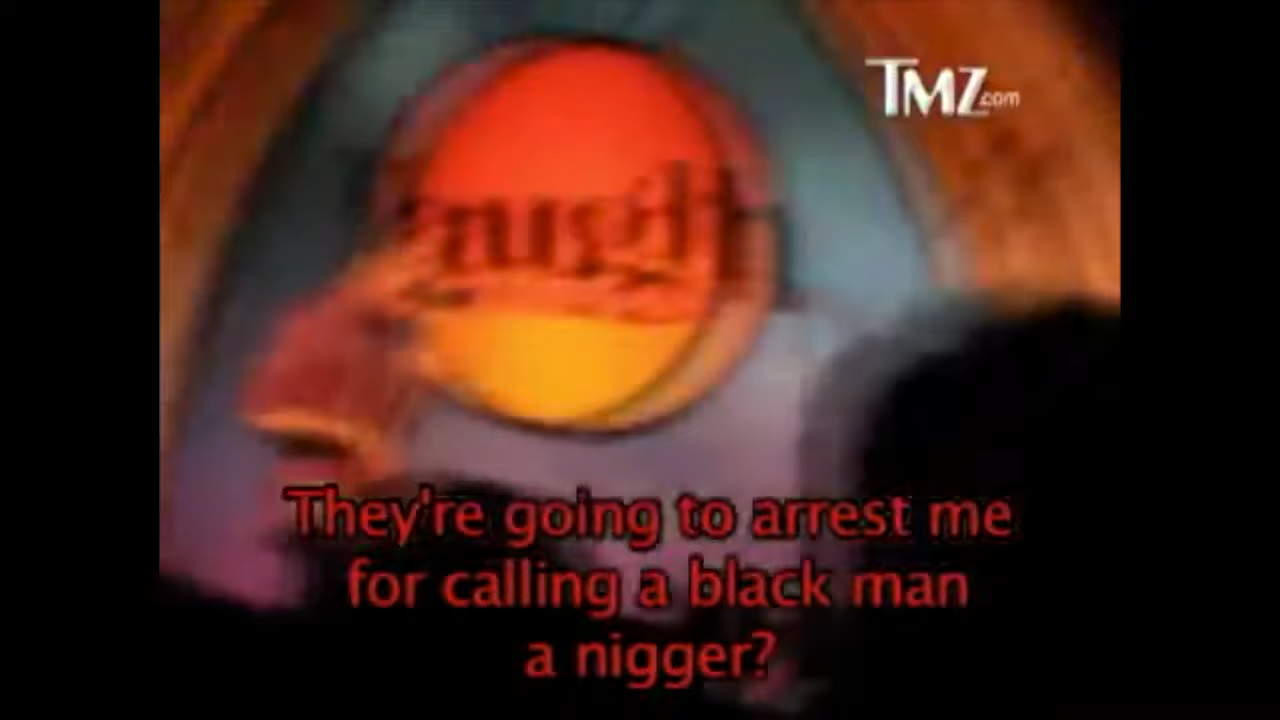 TMZ.com
They're going to arrest me
for calling a black man
a nigger?